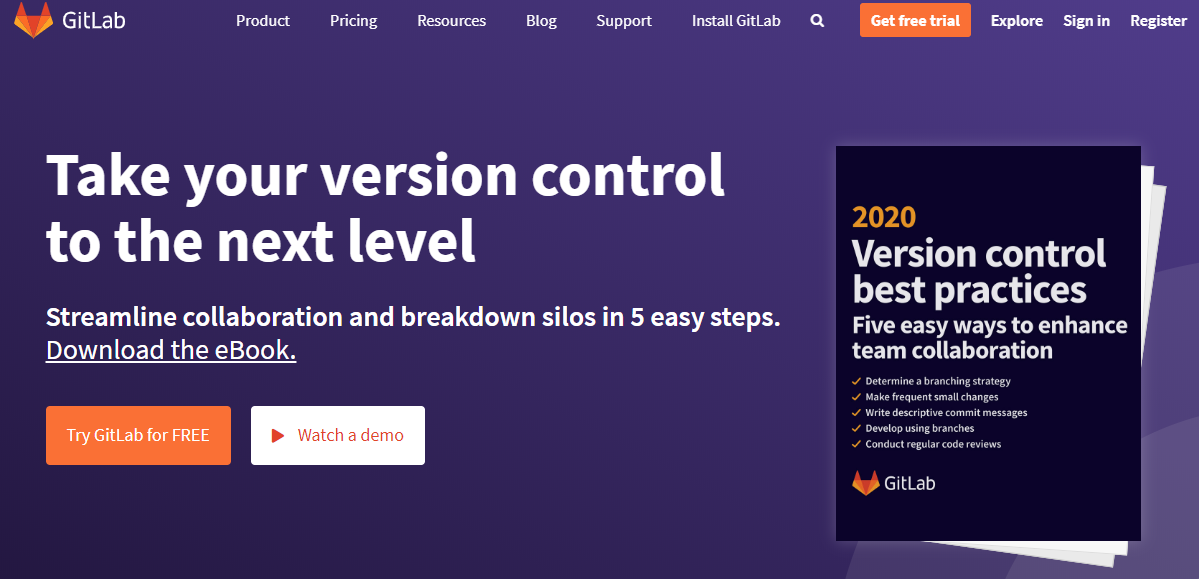 GitLab
Product
Pricing
Resources
Blog
Support
Install GitLab
Get free trial
Explore
Sign in
Register
Take your version control
to the next level
Streamline collaboration and breakdown silos in 5 easy steps.
Download the eBook.
Try GitLab for FREE
Watch a demo
2020
Version control
best practices
Five easy ways to enhance
team collaboration
Determine a branching strategy
Make frequent small changes
Write descriptive commit messages
Develop using branches
Conduct regular code reviews
GitLab